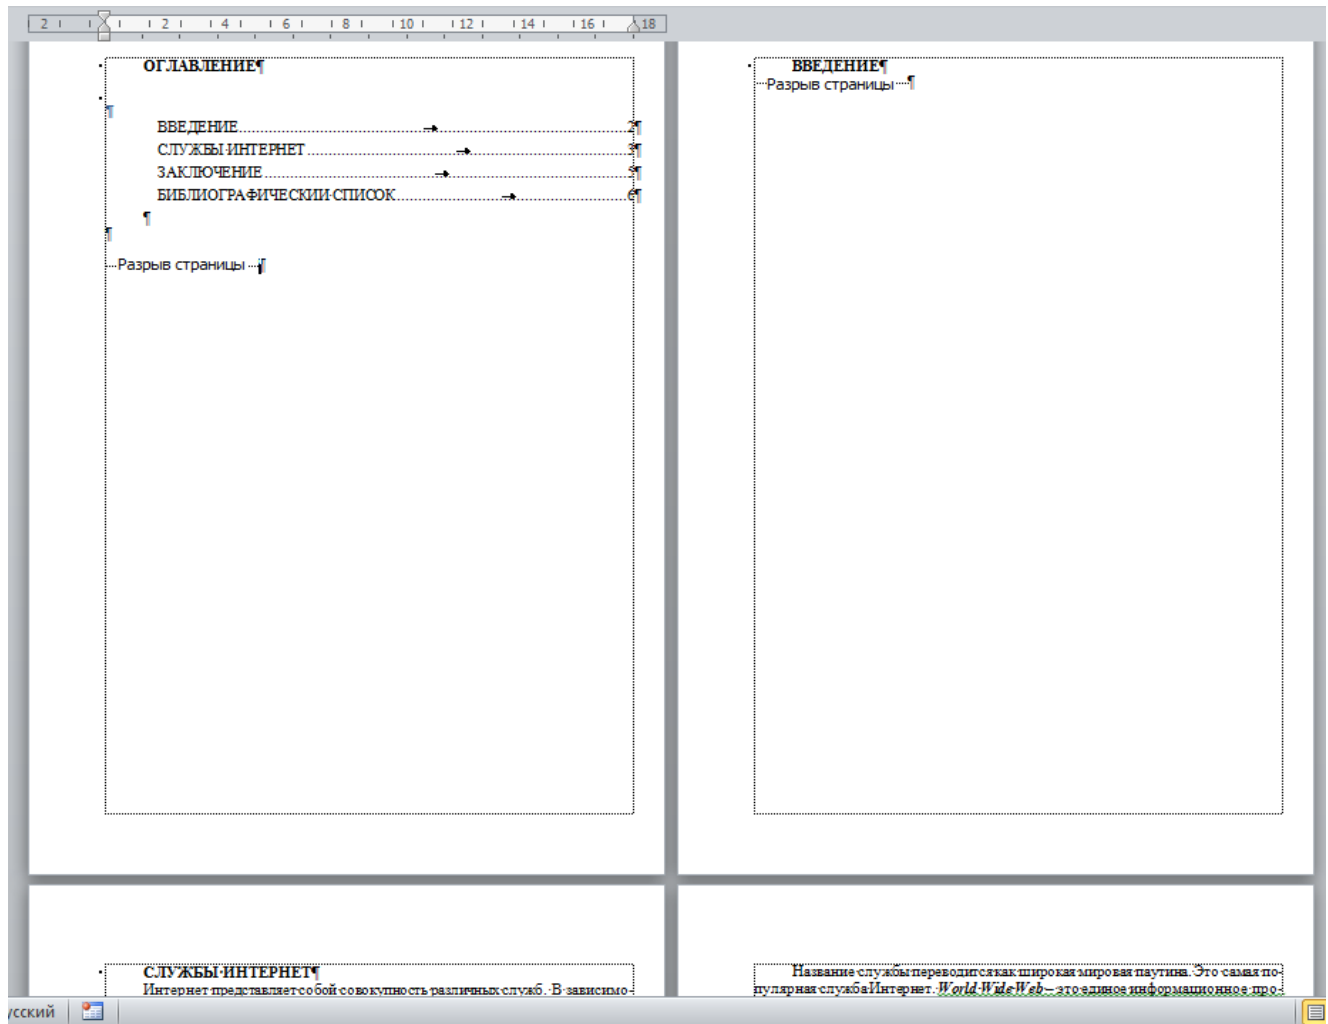 2 2 4 6 8 10 12 14 16 18
ОГЛАВЛЕНИЕ¶
¶
ВВЕДЕНИЕ................→................2¶
СЛУЖБЫ·ИНТЕРНЕТ................→................3¶
ЗАКЛЮЧЕНИЕ................→................5¶
БИБЛИОГРАФИЧЕСКИЙ·СПИСОК................→................6¶
¶
¶
Разрыв страницы ¶
ВВЕДЕНИЕ¶
Разрыв страницы ¶
СЛУЖБЫ·ИНТЕРНЕТ¶
Интернет·представляет·собой·совокупность·различных·служб.·В·зависимо-
Название·службы·переводится·как·широкая·мировая·паутина.·Это·самая·по-
пулярная·служба·Интернет.·World·Wide·Web·–·это·единое·информационное·про-
усский